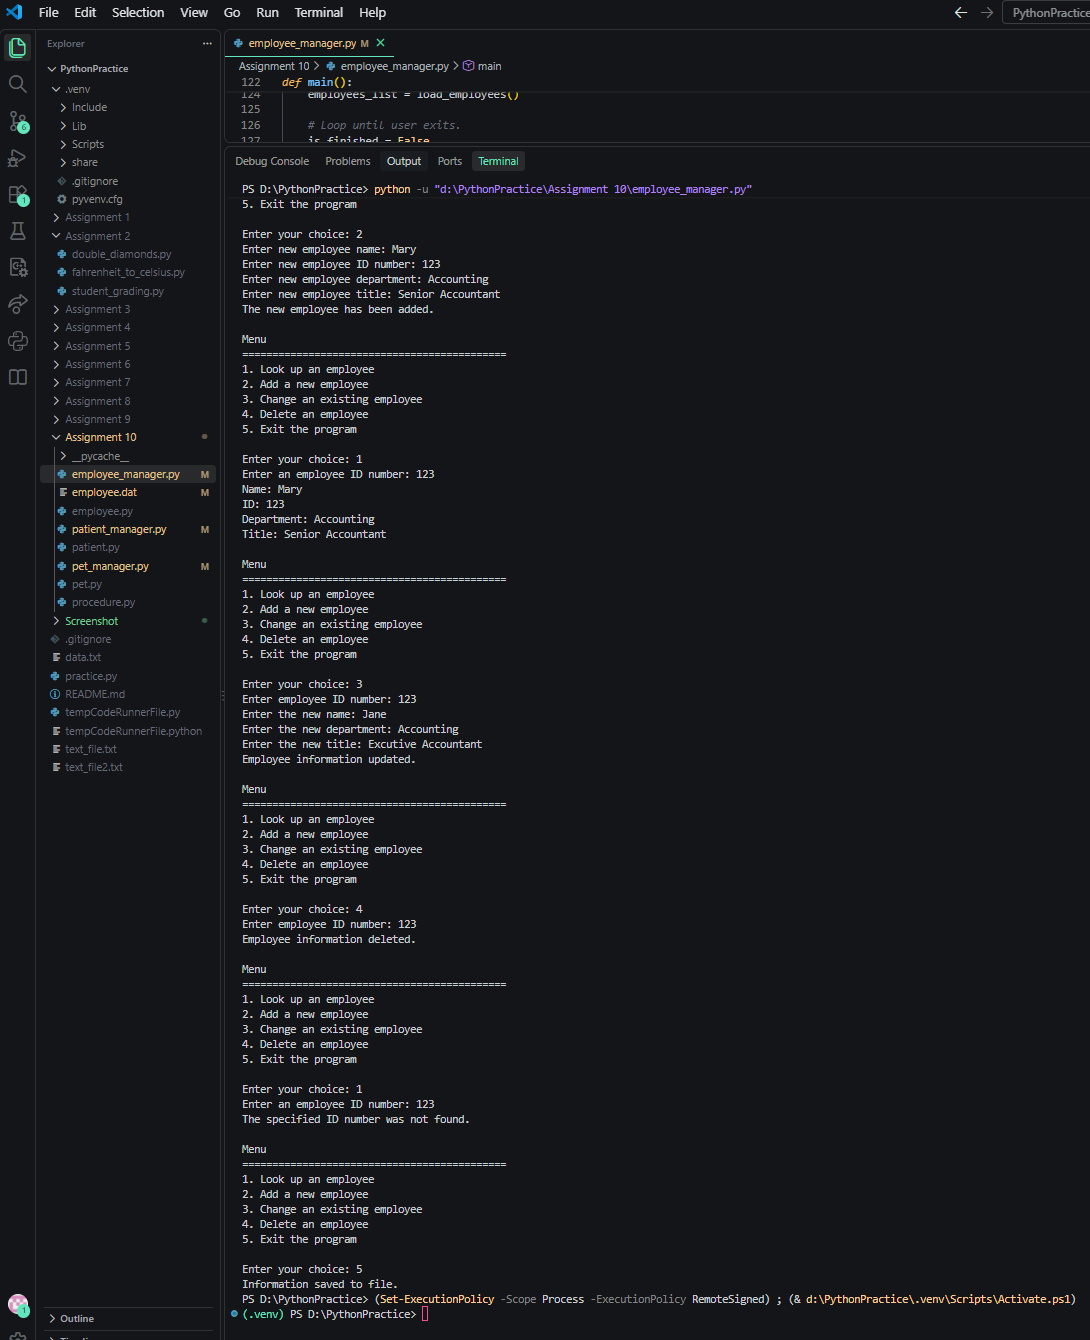 File Edit Selection View Go Run Terminal Help
PythonPractice
Explorer
PythonPractice
.venv
Include
Lib
Scripts
share
.gitignore
pyvenv.cfg
Assignment 1
Assignment 2
double_diamonds.py
fahrenheit_to_celsius.py
student_grading.py
Assignment 3
Assignment 4
Assignment 5
Assignment 6
Assignment 7
Assignment 8
Assignment 9
Assignment 10
__pycache__
employee_manager.py M
employee.dat M
employee.py
patient_manager.py M
patient.py
pet_manager.py M
pet.py
procedure.py
Screenshot
.gitignore
data.txt
practice.py
README.md
tempCodeRunnerFile.py
tempCodeRunnerFile.python
text_file.txt
text_file2.txt
Outline
6
1
1
employee_manager.py M
Assignment 10 > employee_manager.py > main
122 def main():
124 employees_list = load_employees()
125
126 # Loop until user exits.
127 is_finished = False
Debug Console Problems Output Ports Terminal
PS D:\PythonPractice> python -u "d:\PythonPractice\Assignment 10\employee_manager.py"
5. Exit the program
Enter your choice: 2
Enter new employee name: Mary
Enter new employee ID number: 123
Enter new employee department: Accounting
Enter new employee title: Senior Accountant
The new employee has been added.
Menu
============================================
1. Look up an employee
2. Add a new employee
3. Change an existing employee
4. Delete an employee
5. Exit the program
Enter your choice: 1
Enter an employee ID number: 123
Name: Mary
ID: 123
Department: Accounting
Title: Senior Accountant
Menu
============================================
1. Look up an employee
2. Add a new employee
3. Change an existing employee
4. Delete an employee
5. Exit the program
Enter your choice: 3
Enter employee ID number: 123
Enter the new name: Jane
Enter the new department: Accounting
Enter the new title: Excutive Accountant
Employee information updated.
Menu
============================================
1. Look up an employee
2. Add a new employee
3. Change an existing employee
4. Delete an employee
5. Exit the program
Enter your choice: 4
Enter employee ID number: 123
Employee information deleted.
Menu
============================================
1. Look up an employee
2. Add a new employee
3. Change an existing employee
4. Delete an employee
5. Exit the program
Enter your choice: 1
Enter an employee ID number: 123
The specified ID number was not found.
Menu
============================================
1. Look up an employee
2. Add a new employee
3. Change an existing employee
4. Delete an employee
5. Exit the program
Enter your choice: 5
Information saved to file.
PS D:\PythonPractice> (Set-ExecutionPolicy -Scope Process -ExecutionPolicy RemoteSigned) ; (& d:\PythonPractice\.venv\Scripts\Activate.ps1)
(.venv) PS D:\PythonPractice>